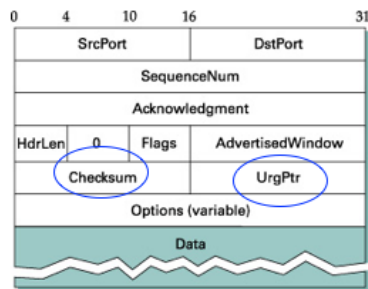 0 4 10 16 31
SrcPort DstPort
SequenceNum
Acknowledgment
HdrLen 0 Flags AdvertisedWindow
Checksum UrgPtr
Options (variable)
Data